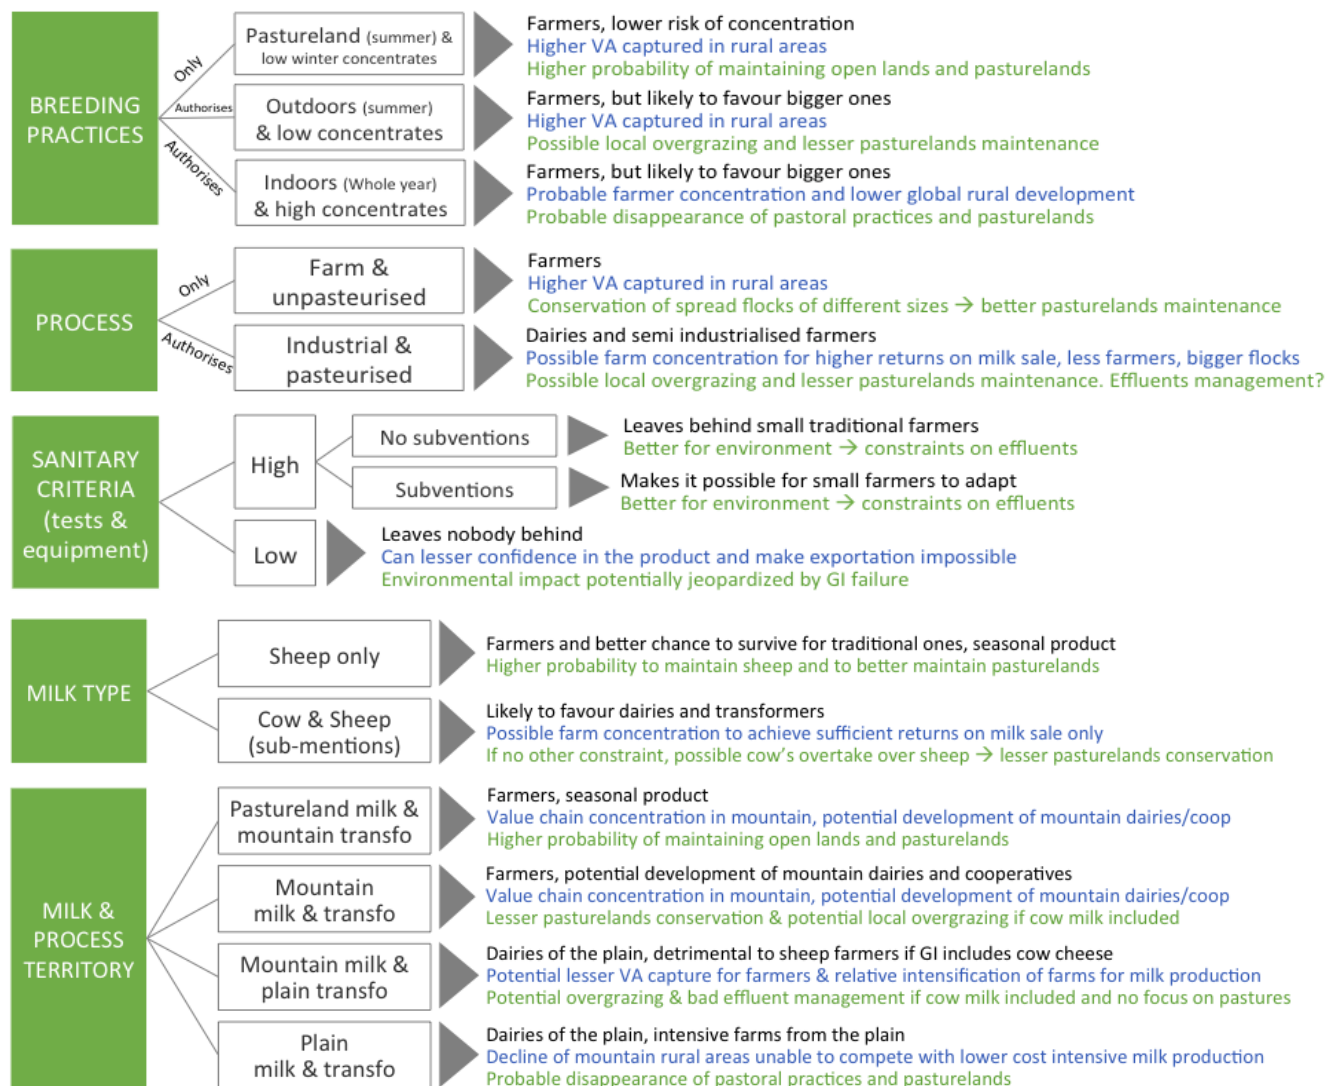 BREEDING
PRACTICES
Only
Authorises
Authorises
Pastureland (summer) &
low winter concentrates
Farmers, lower risk of concentration
Higher VA captured in rural areas
Higher probability of maintaining open lands and pasturelands
Outdoors (summer)
& low concentrates
Farmers, but likely to favour bigger ones
Higher VA captured in rural areas
Possible local overgrazing and lesser pasturelands maintenance
Indoors (Whole year)
& high concentrates
Farmers, but likely to favour bigger ones
Probable farmer concentration and lower global rural development
Probable disappearance of pastoral practices and pasturelands
PROCESS
Only
Authorises
Farm &
unpasteurised
Farmers
Higher VA captured in rural areas
Conservation of spread flocks of different sizes → better pasturelands maintenance
Industrial &
pasteurised
Dairies and semi industrialised farmers
Possible farm concentration for higher returns on milk sale, less farmers, bigger flocks
Possible local overgrazing and lesser pasturelands maintenance. Effluents management?
SANITARY
CRITERIA
(tests &
equipment)
High
No subventions
Leaves behind small traditional farmers
Better for environment → constraints on effluents
Subventions
Makes it possible for small farmers to adapt
Better for environment → constraints on effluents
Low
Leaves nobody behind
Can lesser confidence in the product and make exportation impossible
Environmental impact potentially jeopardized by GI failure
MILK TYPE
Sheep only
Farmers and better chance to survive for traditional ones, seasonal product
Higher probability to maintain sheep and to better maintain pasturelands
Cow & Sheep
(sub-mentions)
Likely to favour dairies and transformers
Possible farm concentration to achieve sufficient returns on milk sale only
If no other constraint, possible cow's overtake over sheep → lesser pasturelands conservation
MILK &
PROCESS
TERRITORY
Pastureland milk &
mountain transfo
Farmers, seasonal product
Value chain concentration in mountain, potential development of mountain dairies/coop
Higher probability of maintaining open lands and pasturelands
Mountain
milk & transfo
Farmers, potential development of mountain dairies and cooperatives
Value chain concentration in mountain, potential development of mountain dairies/coop
Lesser pasturelands conservation & potential local overgrazing if cow milk included
Mountain milk &
plain transfo
Dairies of the plain, detrimental to sheep farmers if GI includes cow cheese
Potential lesser VA capture for farmers & relative intensification of farms for milk production
Potential overgrazing & bad effluent management if cow milk included and no focus on pastures
Plain
milk & transfo
Dairies of the plain, intensive farms from the plain
Decline of mountain rural areas unable to compete with lower cost intensive milk production
Probable disappearance of pastoral practices and pasturelands